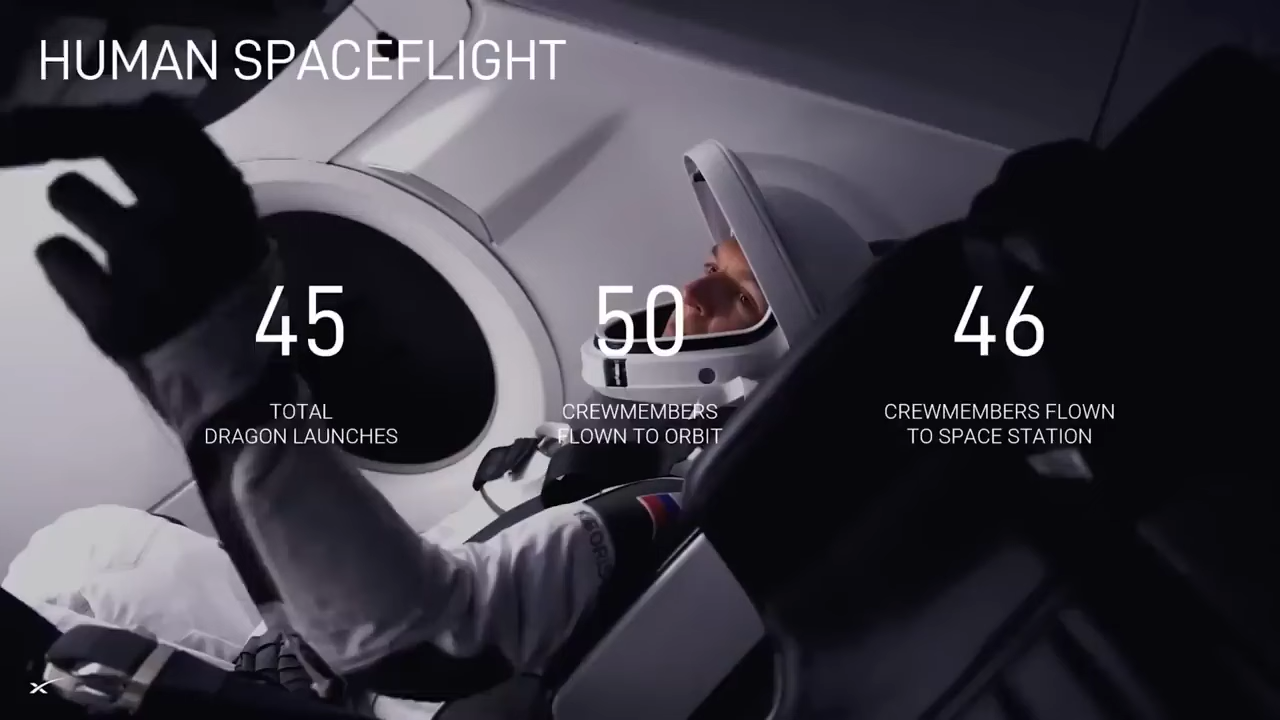 HUMAN SPACEFLIGHT
45
TOTAL
DRAGON LAUNCHES
50
CREWMEMBERS
FLOWN TO ORBIT
46
CREWMEMBERS FLOWN
TO SPACE STATION